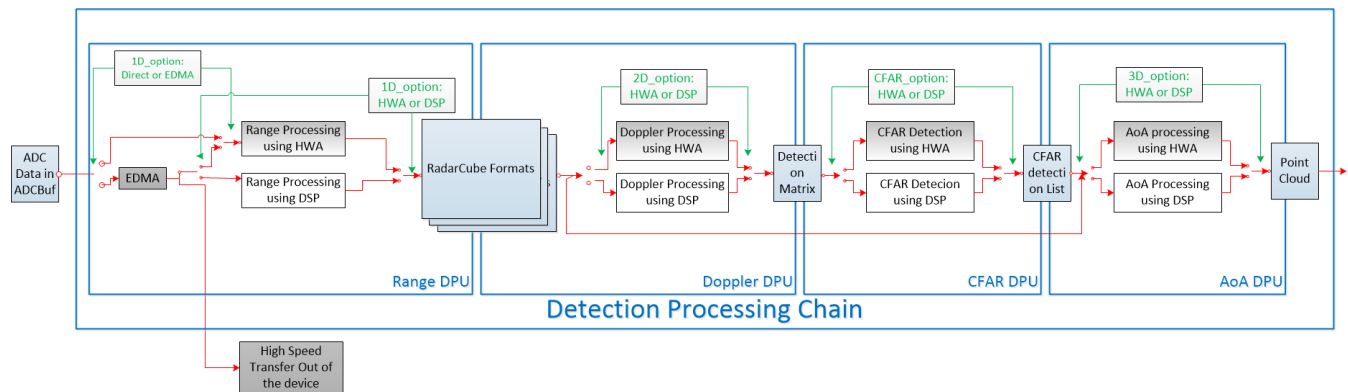 1D_option:
Direct or EDMA
1D_option:
HWA or DSP
2D_option:
HWA or DSP
CFAR_option:
HWA or DSP
3D_option:
HWA or DSP
ADC
Data in
ADCBuf
EDMA
Range Processing
using HWA
Range Processing
using DSP
RadarCube Formats
s
Doppler Processing
using HWA
Doppler Processing
using DSP
Detecti
on
Matrix
CFAR Detection
using HWA
CFAR Detecion
using DSP
CFAR
detecti
on List
AoA processing
using HWA
AoA Processing
using DSP
Point
Cloud
Range DPU
Doppler DPU
CFAR DPU
AoA DPU
Detection Processing Chain
High Speed
Transfer Out of
the device